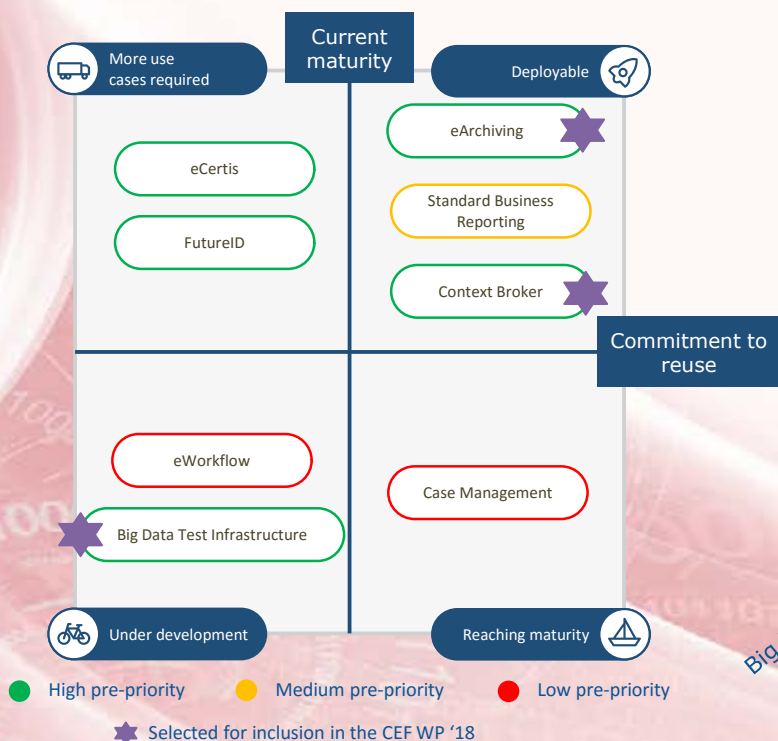 Current
maturity
More use
cases required
Deployable
eArchiving
eCertis
Standard Business
Reporting
FutureID
Context Broker
Commitment to
reuse
eWorkflow
Case Management
Big Data Test Infrastructure
Under development
Reaching maturity
Big
High pre-priority
Medium pre-priority
Low pre-priority
Selected for inclusion in the CEF WP ‘18